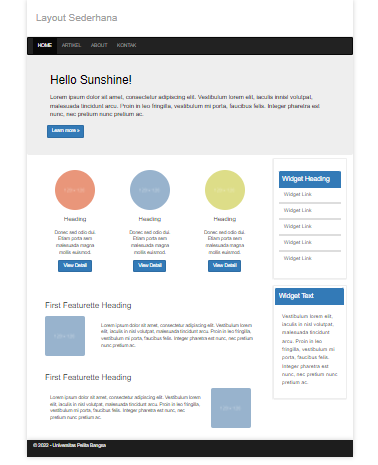 Layout Sederhana
HOME ARTIKEL ABOUT KONTAK
Hello Sunshine!
Lorem ipsum dolor sit amet, consectetur adipiscing elit. Vestibulum lorem elit, iaculis innisl volutpat,
malesuada tincidunt arcu. Proin in leo fringilla, vestibulum mi porta, faucibus felis. Integer pharetra est
nunc, nec pretium nunc pretium ac.
Learn more »
Heading
Donec sed odio dui.
Etiam porta sem
malesuada magna
mollis euismod.
View Detail
Heading
Donec sed odio dui.
Etiam porta sem
malesuada magna
mollis euismod.
View Detail
Heading
Donec sed odio dui.
Etiam porta sem
malesuada magna
mollis euismod.
View Detail
First Featurette Heading
Lorem ipsum dolor sit amet, consectetur adipiscing elit. Vestibulum lorem elit,
iaculis in nisl volutpat, malesuada tincidunt arcu. Proin in leo fringilla,
vestibulum mi porta, faucibus felis. Integer pharetra est nunc, nec
pretium nunc pretium ac.
First Featurette Heading
Lorem ipsum dolor sit amet, consectetur adipiscing elit. Vestibulum lorem elit,
iaculis in nisl volutpat, malesuada tincidunt arcu. Proin in leo fringilla,
vestibulum mi porta, faucibus felis. Integer pharetra est nunc, nec
pretium nunc pretium ac.
Widget Heading
Widget Link
Widget Link
Widget Link
Widget Link
Widget Link
Widget Text
Vestibulum lorem elit,
iaculis in nisl volutpat,
malesuada tincidunt
arcu. Proin in leo
fringilla, vestibulum mi
porta, faucibus felis.
Integer pharetra est
nunc, nec pretium nunc
pretium ac.
© 2022 - Universitas Pelita Bangsa